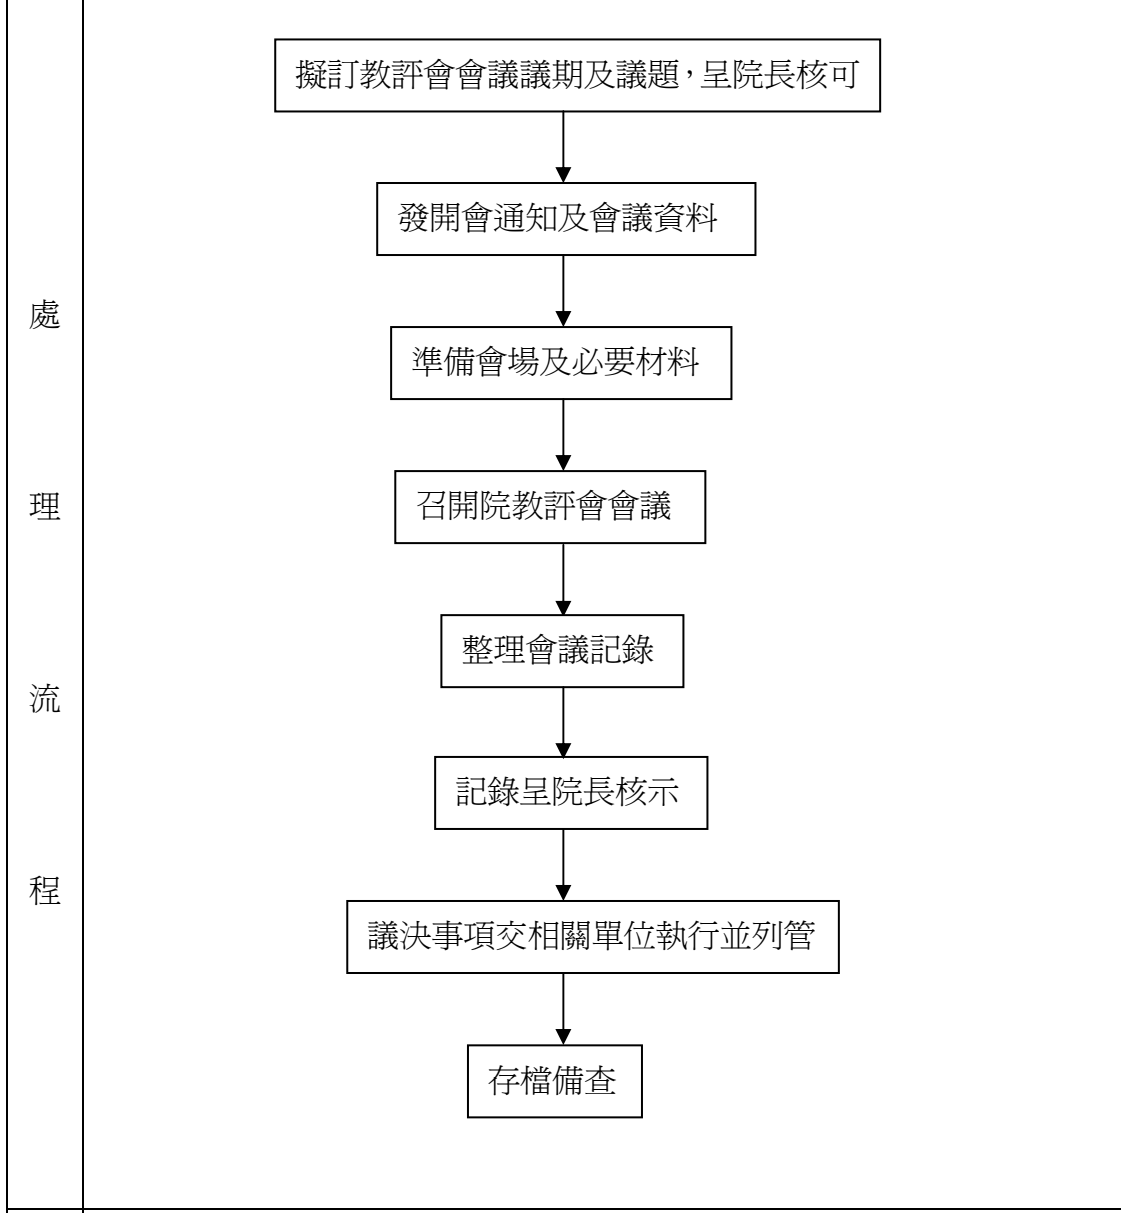 處
理
流
程
擬訂教評會會議議期及議題，呈院長核可
發開會通知及會議資料
準備會場及必要材料
召開院教評會會議
整理會議記錄
記錄呈院長核示
議決事項交相關單位執行並列管
存檔備查